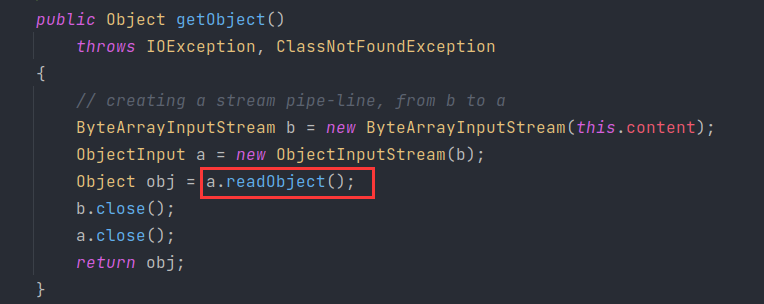 public Object getObject()
    throws IOException, ClassNotFoundException
{
    // creating a stream pipe-line, from b to a
    ByteArrayInputStream b = new ByteArrayInputStream(this.content);
    ObjectInput a = new ObjectInputStream(b);
    Object obj = a.readObject();
    b.close();
    a.close();
    return obj;
}